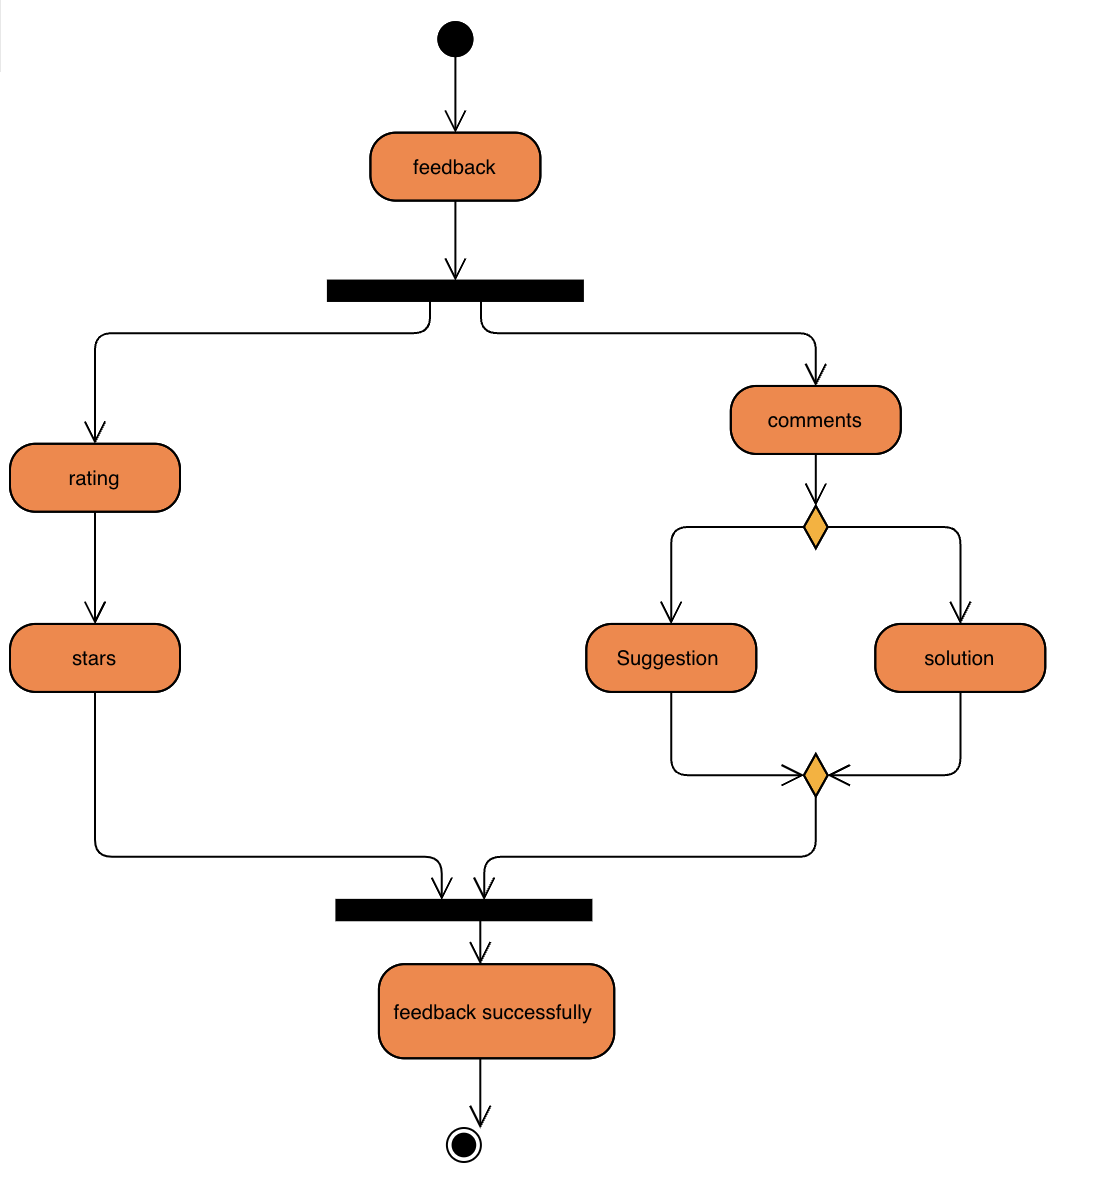 feedback
comments
rating
stars
Suggestion
solution
feedback successfully